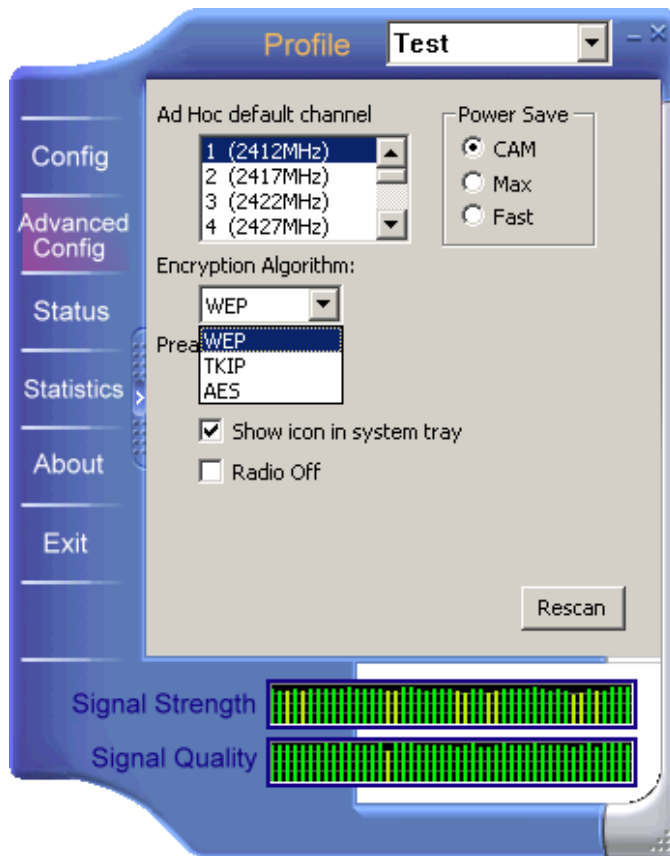 Profile Test
Config
Advanced
Config
Status
Statistics
About
Exit
Ad Hoc default channel
1 (2412MHz)
2 (2417MHz)
3 (2422MHz)
4 (2427MHz)
Power Save
CAM
Max
Fast
Encryption Algorithm:
WEP
Prea
WEP
TKIP
AES
Show icon in system tray
Radio Off
Rescan
Signal Strength
Signal Quality